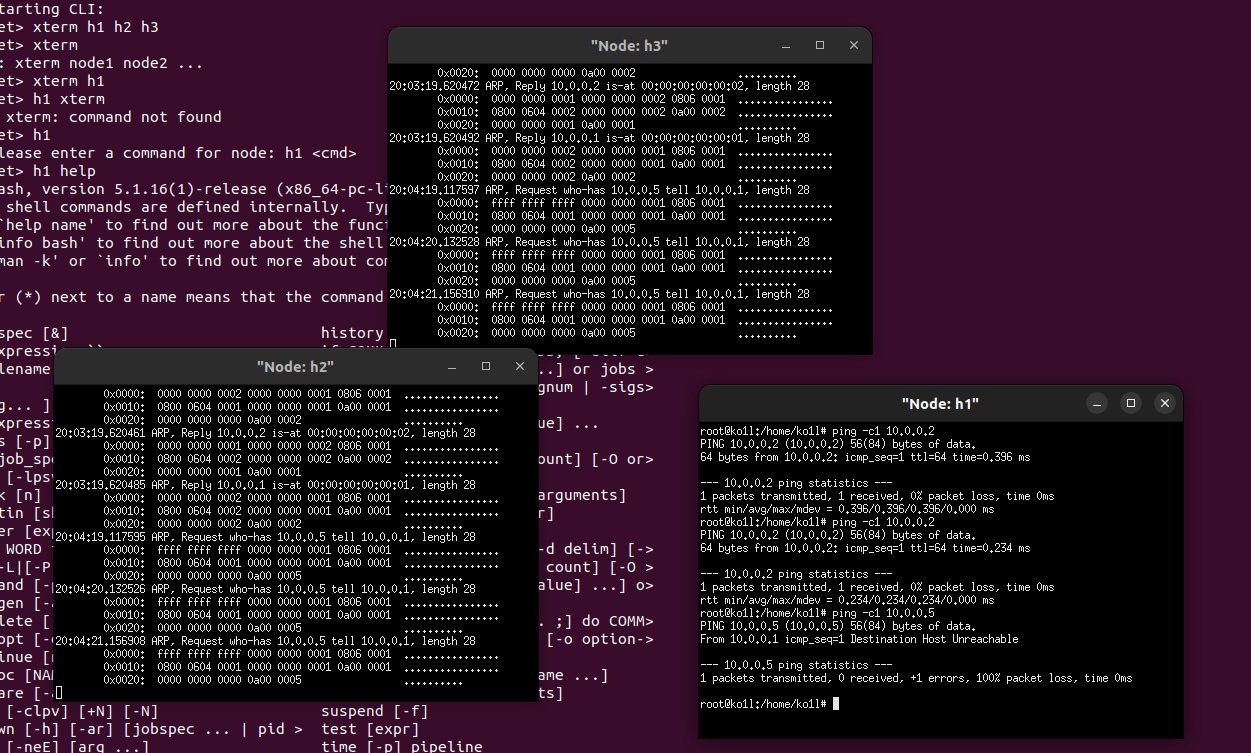 tarting CLI:
et> xterm h1 h2 h3
et> xterm
: xterm node1 node2 ...
et> xterm h1
et> h1 xterm
xterm: command not found
et> h1
lease enter a command for node: h1 <cmd>
et> h1 help
ash, version 5.1.16(1)-release (x86_64-pc-li
shell commands are defined internally.  Typ
`help name' to find out more about the func
info bash' to find out more about the shell
man -k' or `info' to find out more about com
r (*) next to a name means that the command
spec [&]
history
xpressi
lename
..] or jobs >
gnum | -sigs>
g... ]
xpress
ue] ...
s [-p]
job_spe
ount] [-O or>
[-lpsv
k [n]
arguments]
tin [sh
r]
er [exp
WORD
-d delim] [->
-L|[-P
count] [-O >
and [-
alue] ...] o>
gen [-a
lete [
. ;] do COMM>
opt [-
[-o option->
inue [
oc [NAM
ame ...]
are [-a
ts]
[-clpv] [+N] [-N]
suspend [-f]
wn [-h] [-ar] [jobspec ... | pid >
test [expr]
[-neE] [arg ...]
time [-p] pipeline
"Node: h3"
0x0020:  0000 0000 0000 0a00 0002  ..........
20:03:19.620472 ARP, Reply 10.0.0.2 is-at 00:00:00:00:00:02, length 28
0x0000:  0000 0000 0001 0000 0000 0002 0806 0001  ................
0x0010:  0800 0604 0002 0000 0000 0002 0a00 0002  ................
0x0020:  0000 0000 0001 0a00 0001  ..........
20:03:19.620492 ARP, Reply 10.0.0.1 is-at 00:00:00:00:00:01, length 28
0x0000:  0000 0000 0002 0000 0000 0001 0806 0001  ................
0x0010:  0800 0604 0002 0000 0000 0001 0a00 0001  ................
0x0020:  0000 0000 0002 0a00 0002  ..........
20:04:19.117597 ARP, Request who-has 10.0.0.5 tell 10.0.0.1, length 28
0x0000:  ffff ffff ffff 0000 0000 0001 0806 0001  ................
0x0010:  0800 0604 0001 0000 0000 0001 0a00 0001  ................
0x0020:  0000 0000 0000 0a00 0005  ..........
20:04:20.132528 ARP, Request who-has 10.0.0.5 tell 10.0.0.1, length 28
0x0000:  ffff ffff ffff 0000 0000 0001 0806 0001  ................
0x0010:  0800 0604 0001 0000 0000 0001 0a00 0001  ................
0x0020:  0000 0000 0000 0a00 0005  ..........
20:04:21.156910 ARP, Request who-has 10.0.0.5 tell 10.0.0.1, length 28
0x0000:  ffff ffff ffff 0000 0000 0001 0806 0001  ................
0x0010:  0800 0604 0001 0000 0000 0001 0a00 0001  ................
0x0020:  0000 0000 0000 0a00 0005  ..........
"Node: h2"
0x0000:  0000 0000 0002 0000 0000 0001 0806 0001  ................
0x0010:  0800 0604 0001 0000 0000 0001 0a00 0001  ................
0x0020:  0000 0000 0000 0a00 0002  ..........
20:03:19.620461 ARP, Reply 10.0.0.2 is-at 00:00:00:00:00:02, length 28
0x0000:  0000 0000 0001 0000 0000 0002 0806 0001  ................
0x0010:  0800 0604 0002 0000 0000 0002 0a00 0002  ................
0x0020:  0000 0000 0001 0a00 0001  ..........
20:03:19.620485 ARP, Reply 10.0.0.1 is-at 00:00:00:00:00:01, length 28
0x0000:  0000 0000 0002 0000 0000 0001 0806 0001  ................
0x0010:  0800 0604 0002 0000 0000 0001 0a00 0001  ................
0x0020:  0000 0000 0002 0a00 0002  ..........
20:04:19.117595 ARP, Request who-has 10.0.0.5 tell 10.0.0.1, length 28
0x0000:  ffff ffff ffff 0000 0000 0001 0806 0001  ................
0x0010:  0800 0604 0001 0000 0000 0001 0a00 0001  ................
0x0020:  0000 0000 0000 0a00 0005  ..........
20:04:20.132526 ARP, Request who-has 10.0.0.5 tell 10.0.0.1, length 28
0x0000:  ffff ffff ffff 0000 0000 0001 0806 0001  ................
0x0010:  0800 0604 0001 0000 0000 0001 0a00 0001  ................
0x0020:  0000 0000 0000 0a00 0005  ..........
20:04:21.156908 ARP, Request who-has 10.0.0.5 tell 10.0.0.1, length 28
0x0000:  ffff ffff ffff 0000 0000 0001 0806 0001  ................
0x0010:  0800 0604 0001 0000 0000 0001 0a00 0001  ................
0x0020:  0000 0000 0000 0a00 0005  ..........
"Node: h1"
root@ko1l:/home/ko1l# ping -c1 10.0.0.2
PING 10.0.0.2 (10.0.0.2) 56(84) bytes of data.
64 bytes from 10.0.0.2: icmp_seq=1 ttl=64 time=0.396 ms
--- 10.0.0.2 ping statistics ---
1 packets transmitted, 1 received, 0% packet loss, time 0ms
rtt min/avg/max/mdev = 0.396/0.396/0.396/0.000 ms
root@ko1l:/home/ko1l# ping -c1 10.0.0.2
PING 10.0.0.2 (10.0.0.2) 56(84) bytes of data.
64 bytes from 10.0.0.2: icmp_seq=1 ttl=64 time=0.234 ms
--- 10.0.0.2 ping statistics ---
1 packets transmitted, 1 received, 0% packet loss, time 0ms
rtt min/avg/max/mdev = 0.234/0.234/0.234/0.000 ms
root@ko1l:/home/ko1l# ping -c1 10.0.0.5
PING 10.0.0.5 (10.0.0.5) 56(84) bytes of data.
From 10.0.0.1 icmp_seq=1 Destination Host Unreachable
--- 10.0.0.5 ping statistics ---
1 packets transmitted, 0 received, +1 errors, 100% packet loss, time 0ms
root@ko1l:/home/ko1l#